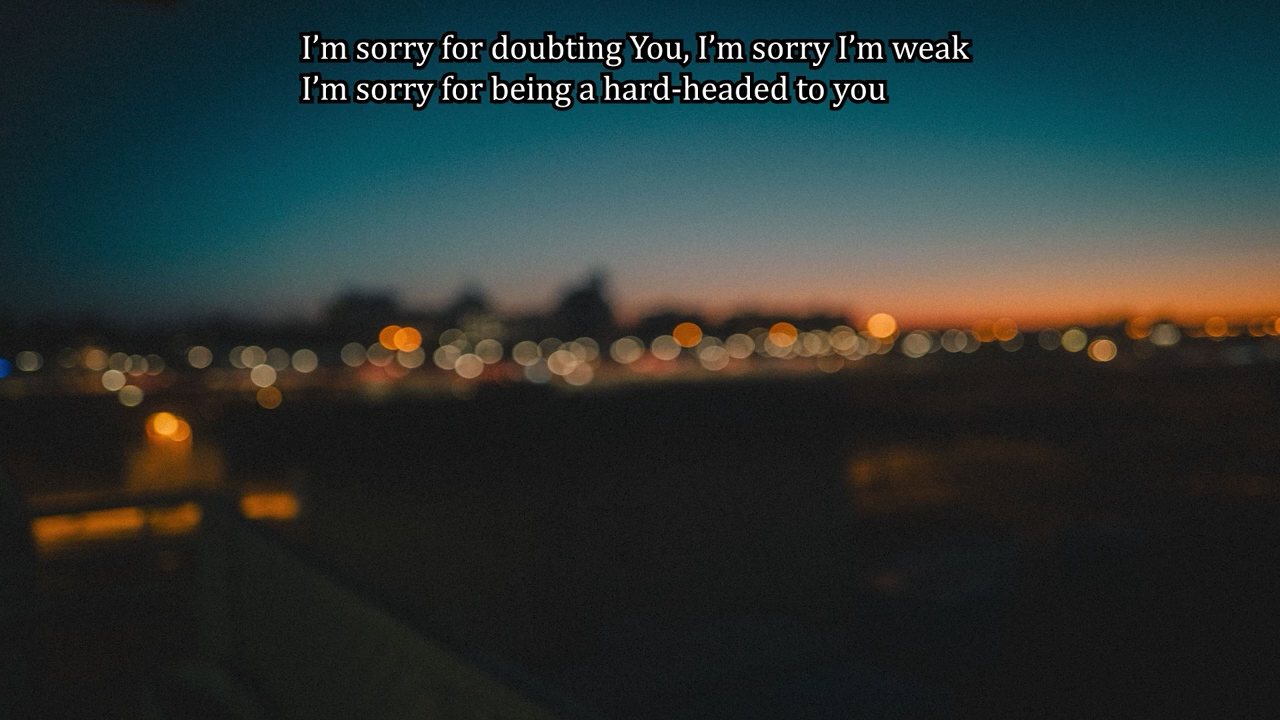 I’m sorry for doubting You, I’m sorry I’m weak
I’m sorry for being a hard-headed to you